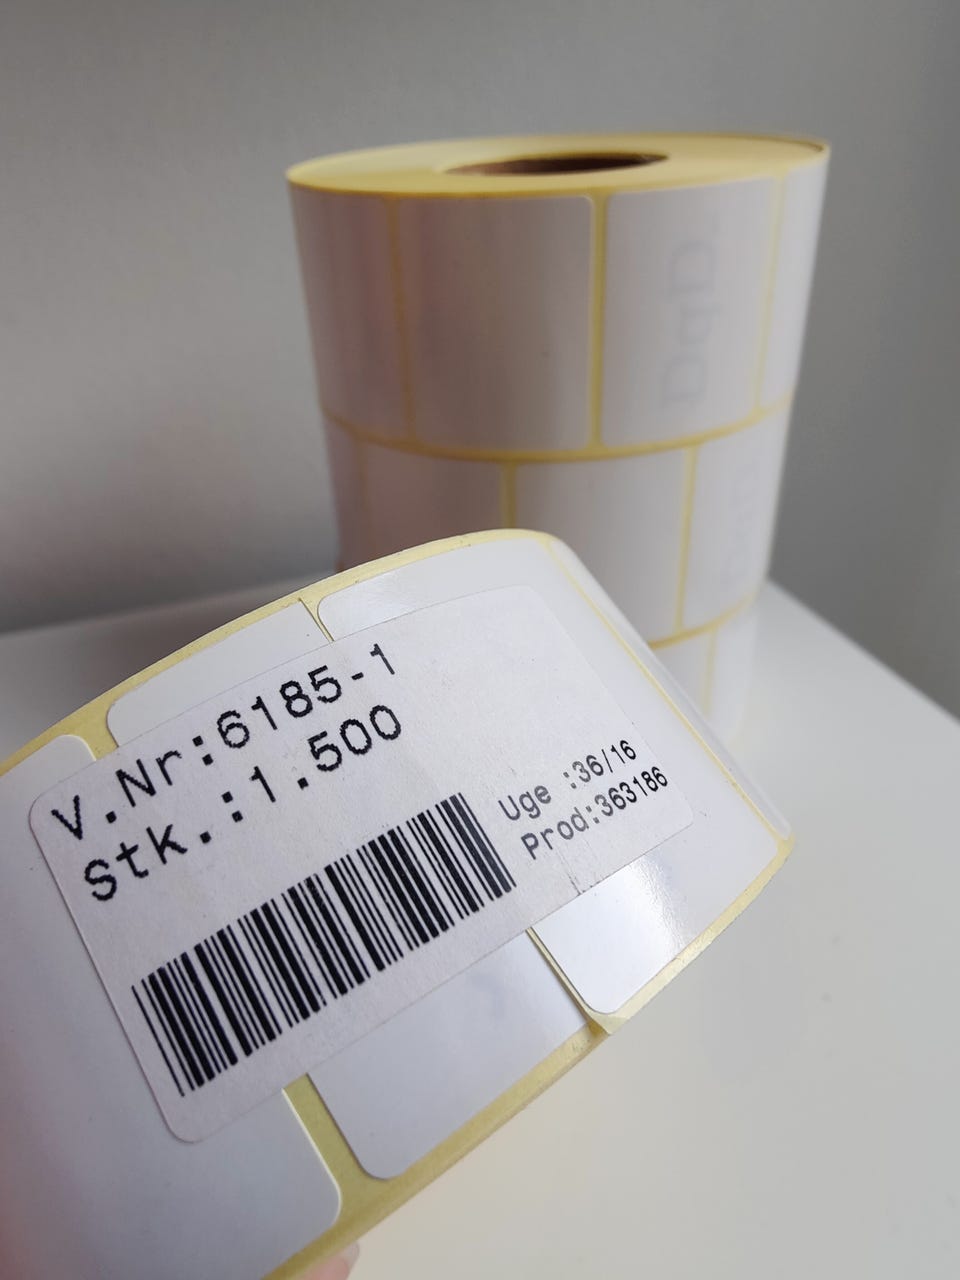 V.Nr:6185-1
Stk.:1.500
Uge :36/16
Prod:363186